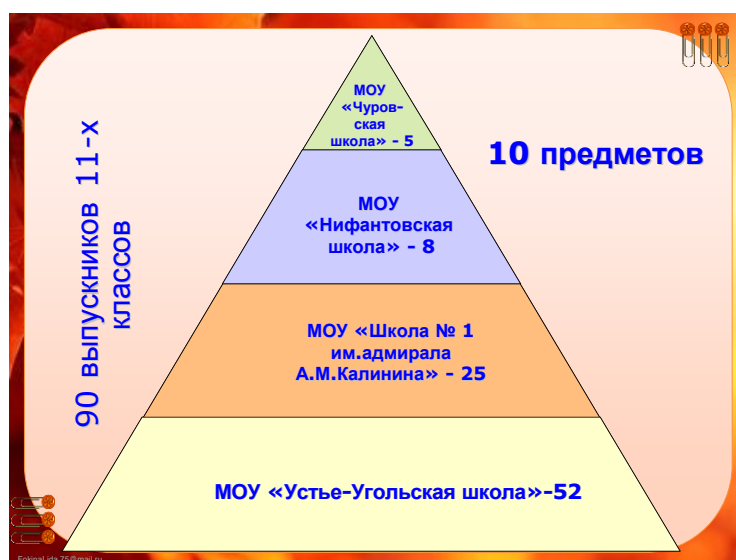 90 выпускников 11-х
классов
МОУ
«Чуров-
ская
школа» - 5
10 предметов
МОУ
«Нифантовская
школа» - 8
МОУ «Школа № 1
им.адмирала
А.М.Калинина» - 25
МОУ «Устье-Угольская школа»-52